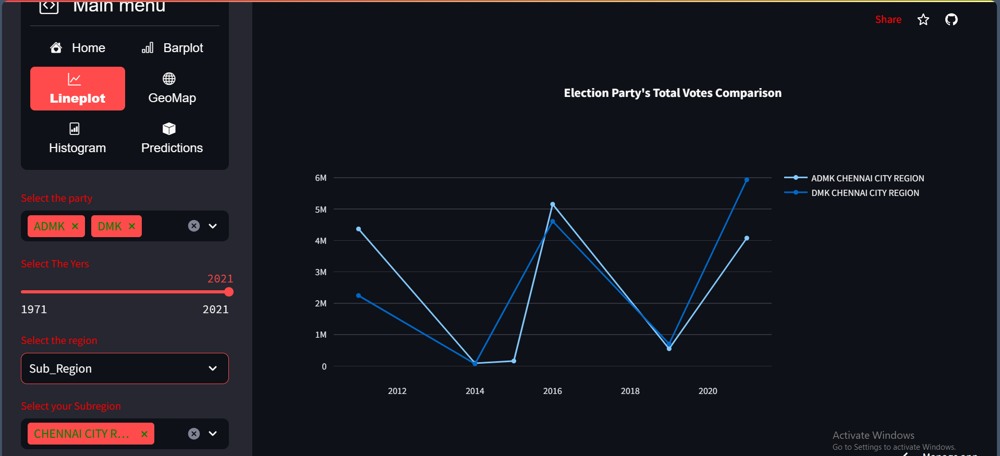 Main menu
Home
Barplot
Lineplot
GeoMap
Histogram
Predictions
Select the party
ADMK
DMK
Select The Yers
2021
1971
2021
Select the region
Sub_Region
Select your Subregion
CHENNAI CITY R...
Share
Election Party's Total Votes Comparison
6M
5M
4M
3M
2M
1M
0
2012
2014
2016
2018
2020
ADMK CHENNAI CITY REGION
DMK CHENNAI CITY REGION
Activate Windows
Go to Settings to activate Windows.
Manage app